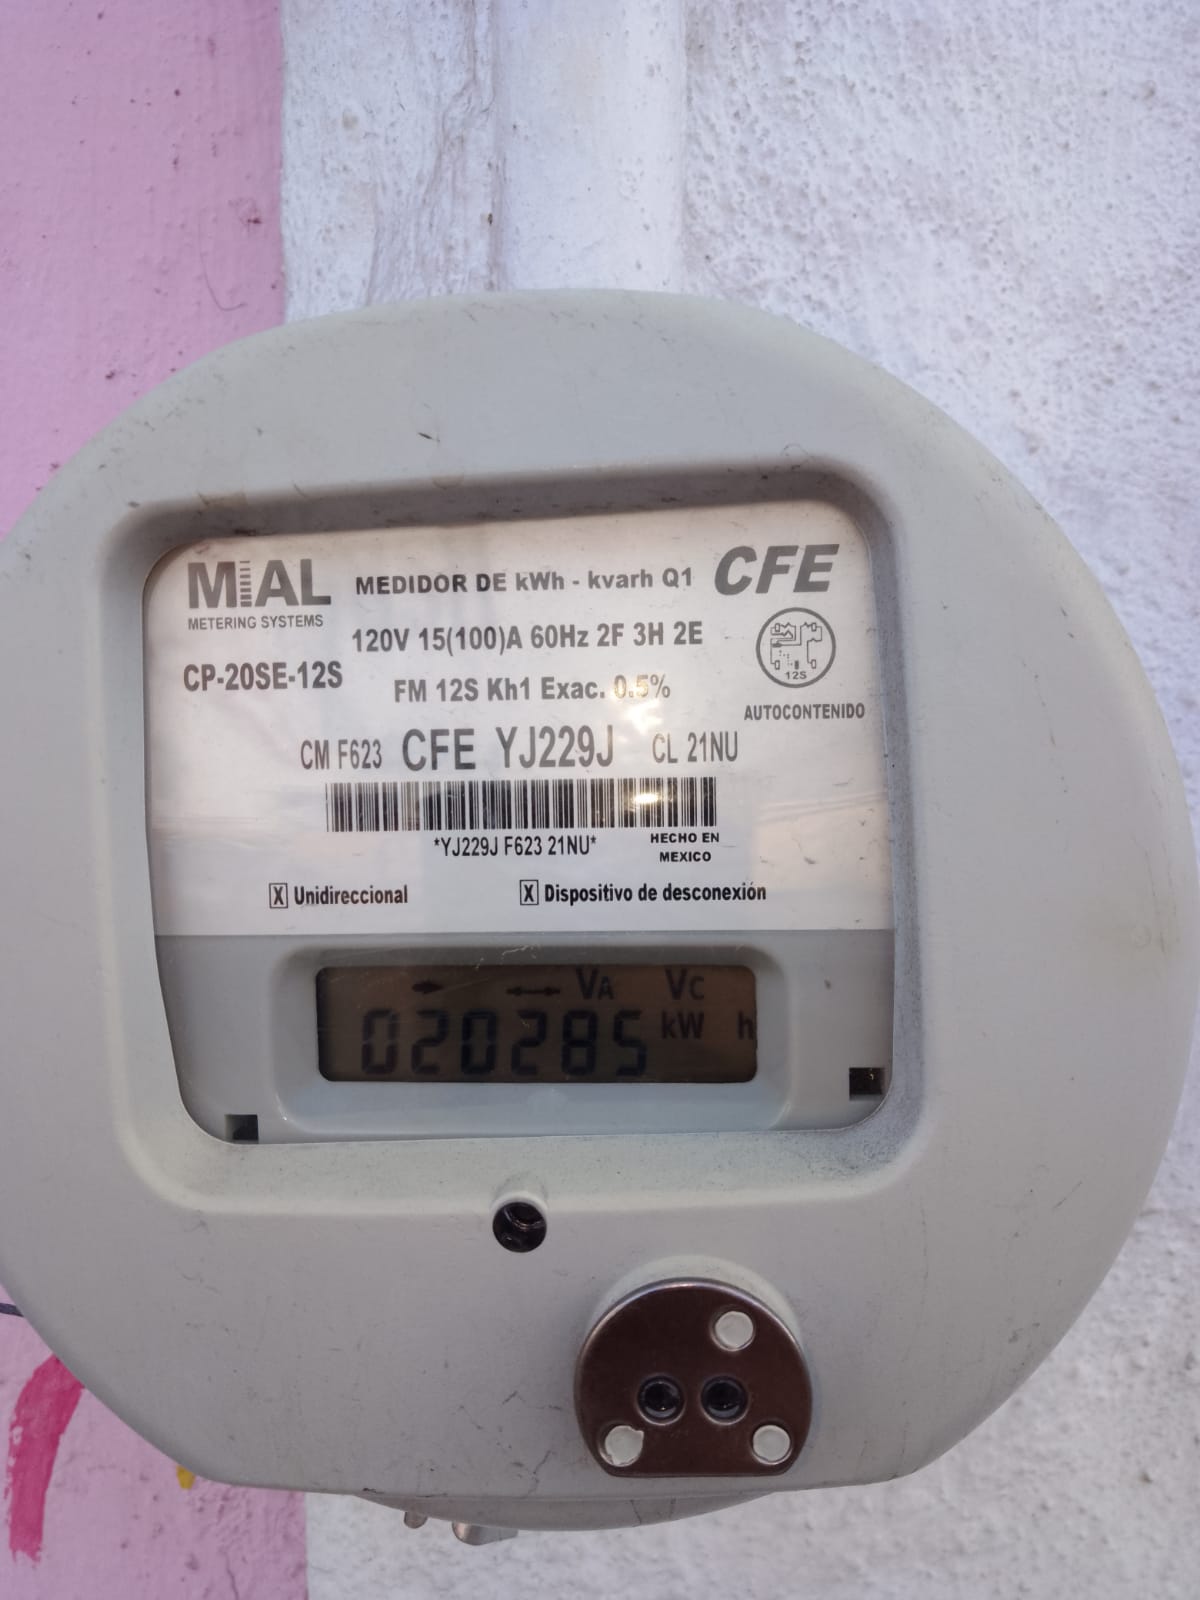 MIAL
METERING SYSTEMS
MEDIDOR DE kWh - kvarh Q1
CFE
120V 15(100)A 60Hz 2F 3H 2E
CP-20SE-12S
FM 12S Kh1 Exac. 0.5%
12S
AUTOCONTENIDO
CM F623 CFE YJ229J CL 21NU
*YJ229J F623 21NU*
HECHO EN
MEXICO
X Unidireccional
X Dispositivo de desconexión
VA VC
020285 kW h